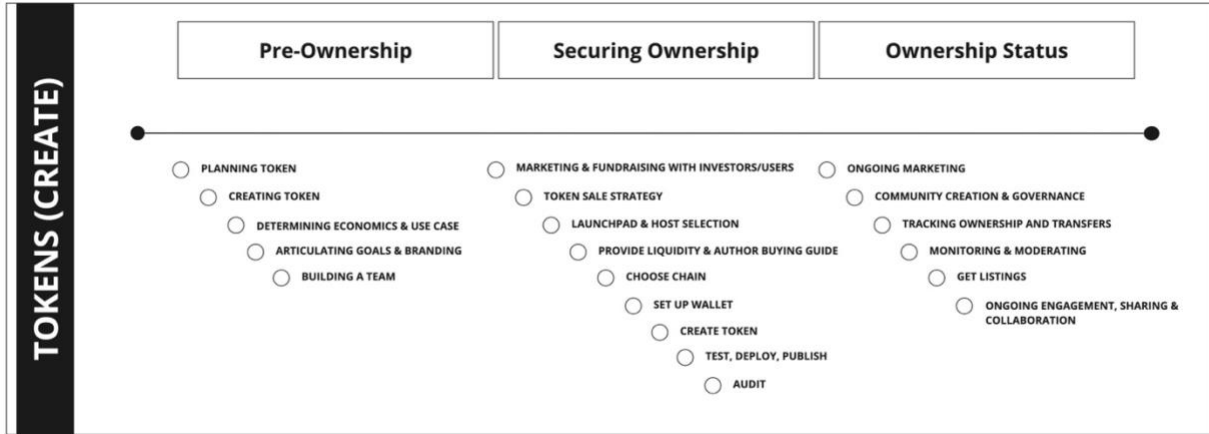 TOKENS (CREATE)
Pre-Ownership
Securing Ownership
Ownership Status
PLANNING TOKEN
CREATING TOKEN
DETERMINING ECONOMICS & USE CASE
ARTICULATING GOALS & BRANDING
BUILDING A TEAM
MARKETING & FUNDRAISING WITH INVESTORS/USERS
TOKEN SALE STRATEGY
LAUNCHPAD & HOST SELECTION
PROVIDE LIQUIDITY & AUTHOR BUYING GUIDE
CHOOSE CHAIN
SET UP WALLET
CREATE TOKEN
TEST, DEPLOY, PUBLISH
AUDIT
ONGOING MARKETING
COMMUNITY CREATION & GOVERNANCE
TRACKING OWNERSHIP AND TRANSFERS
MONITORING & MODERATING
GET LISTINGS
ONGOING ENGAGEMENT, SHARING &
COLLABORATION